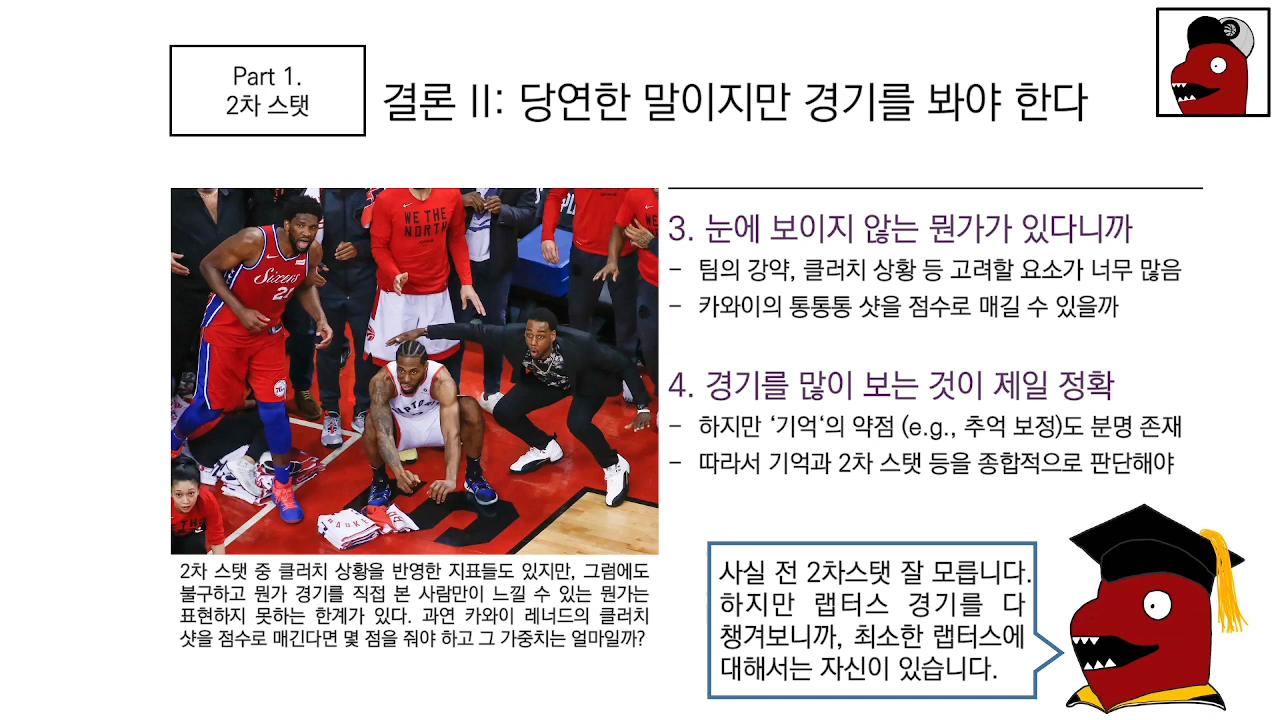 Part 1.
2차 스탯
결론 II: 당연한 말이지만 경기를 봐야 한다
WE THE
NORTH
Sixers
21
3. 눈에 보이지 않는 뭔가가 있다니까
- 팀의 강약, 클러치 상황 등 고려할 요소가 너무 많음
- 카와이의 통통통 샷을 점수로 매길 수 있을까
4. 경기를 많이 보는 것이 제일 정확
- 하지만 ‘기억‘의 약점 (e.g., 추억 보정)도 분명 존재
- 따라서 기억과 2차 스탯 등을 종합적으로 판단해야
2차 스탯 중 클러치 상황을 반영한 지표들도 있지만, 그럼에도
불구하고 뭔가 경기를 직접 본 사람만이 느낄 수 있는 뭔가는
표현하지 못하는 한계가 있다. 과연 카와이 레너드의 클러치
샷을 점수로 매긴다면 몇 점을 줘야 하고 그 가중치는 얼마일까?
사실 전 2차스탯 잘 모릅니다.
하지만 랩터스 경기를 다
챙겨보니까, 최소한 랩터스에
대해서는 자신이 있습니다.